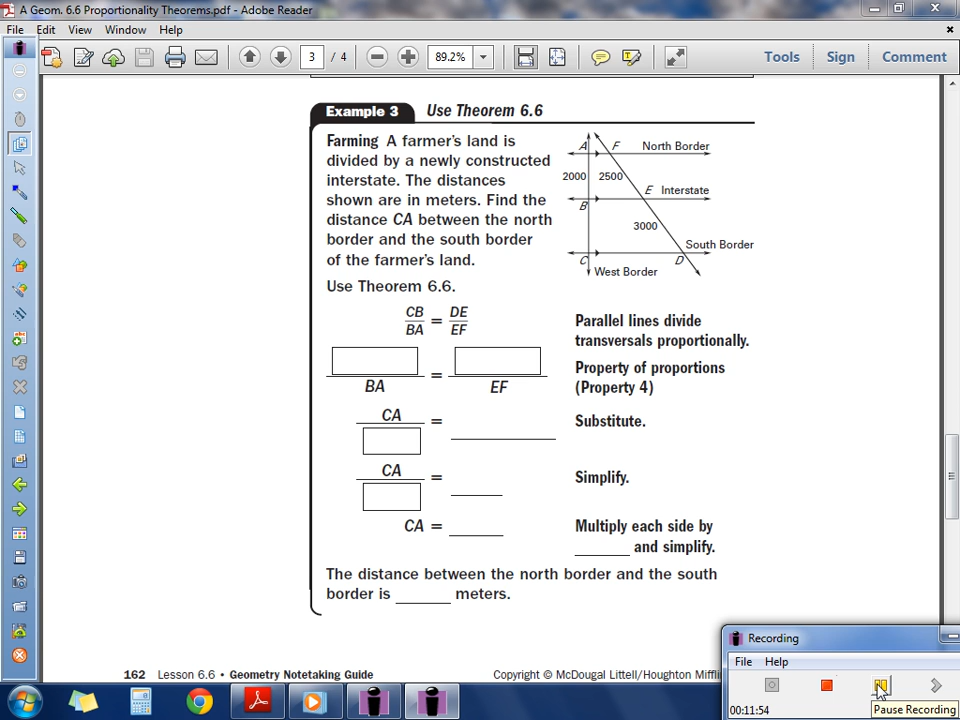 A Geom. 6.6 Proportionality Theorems.pdf - Adobe Reader
File Edit View Window Help
3 / 4 89.2% Tools Sign Comment
Example 3 Use Theorem 6.6
Farming A farmer's land is
divided by a newly constructed
interstate. The distances
shown are in meters. Find the
distance CA between the north
border and the south border
of the farmer's land.
A F North Border
2000 2500
E Interstate
B
3000
South Border
C D
West Border
Use Theorem 6.6.
CB DE
=
BA EF
Parallel lines divide
transversals proportionally.
=
BA EF
Property of proportions
(Property 4)
CA
= Substitute.
CA
= Simplify.
CA = Multiply each side by
and simplify.
The distance between the north border and the south
border is meters.
162 Lesson 6.6 • Geometry Notetaking Guide Copyright © McDougal Littell/Houghton Miffli
Recording
File Help
00:11:54
Pause Recording